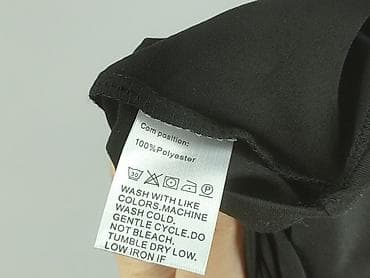 Com position:
100%Polyester
30 P
WASH WITH LIKE
COLORS.MACHINE
WASH COLD.
GENTLE CYCLE.DO
NOT BLEACH.
TUMBLE DRY LOW.
LOW IRON IF